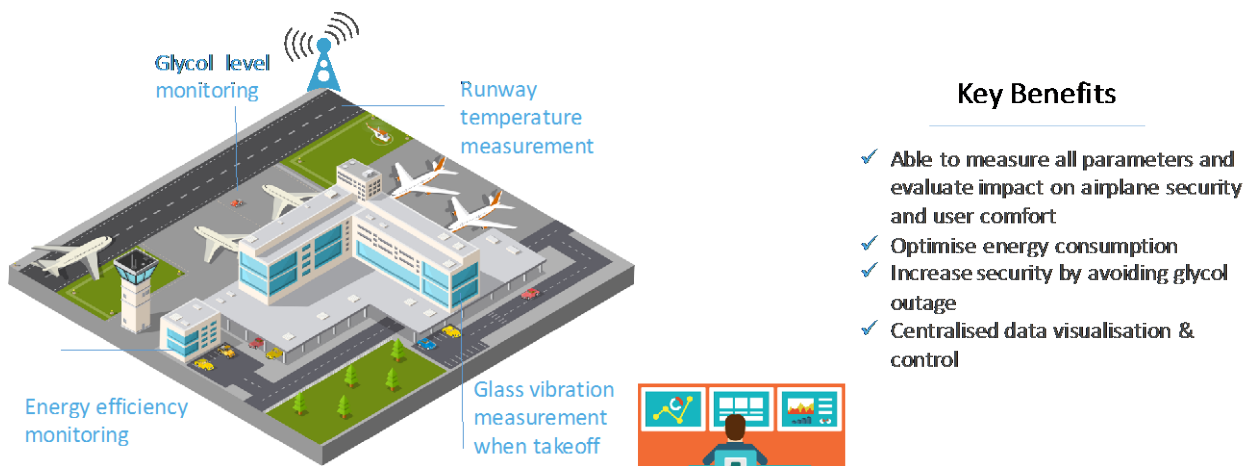 Glycol level
monitoring
Runway
temperature
measurement
Energy efficiency
monitoring
Glass vibration
measurement
when takeoff
Key Benefits
Able to measure all parameters and
evaluate impact on airplane security
and user comfort
Optimise energy consumption
Increase security by avoiding glycol
outage
Centralised data visualisation &
control